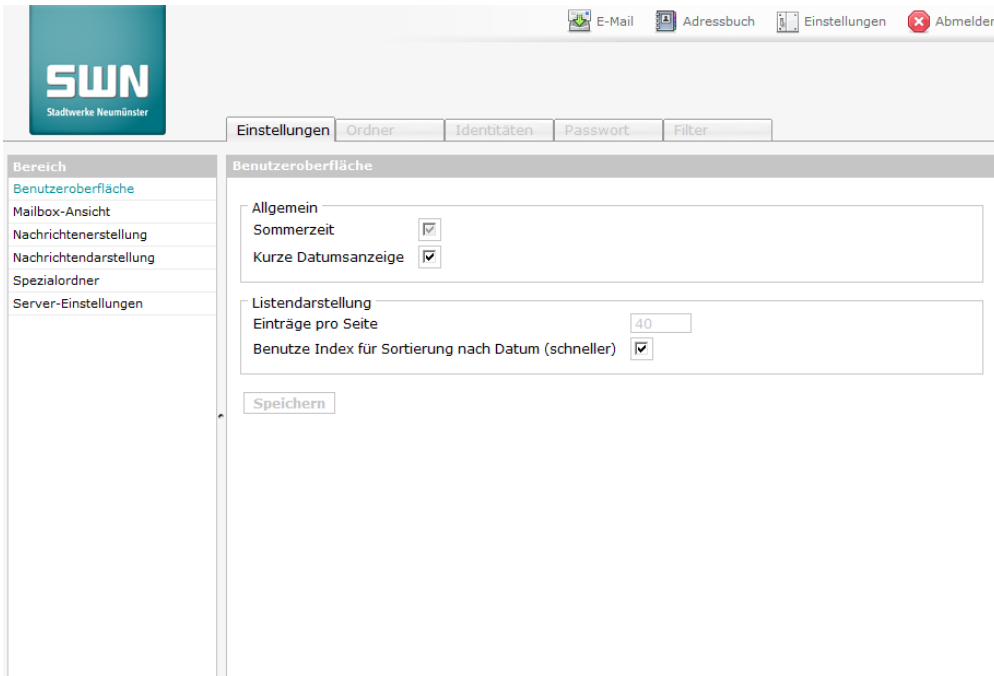 E-Mail Adressbuch Einstellungen Abmelden
SWN
Stadtwerke Neumünster
Einstellungen Ordner Identitäten Passwort Filter
Bereich
Benutzeroberfläche
Mailbox-Ansicht
Nachrichtenerstellung
Nachrichtendarstellung
Spezialordner
Server-Einstellungen
Benutzeroberfläche
Allgemein
Sommerzeit
Kurze Datumsanzeige
Listendarstellung
Einträge pro Seite 40
Benutze Index für Sortierung nach Datum (schneller)
Speichern